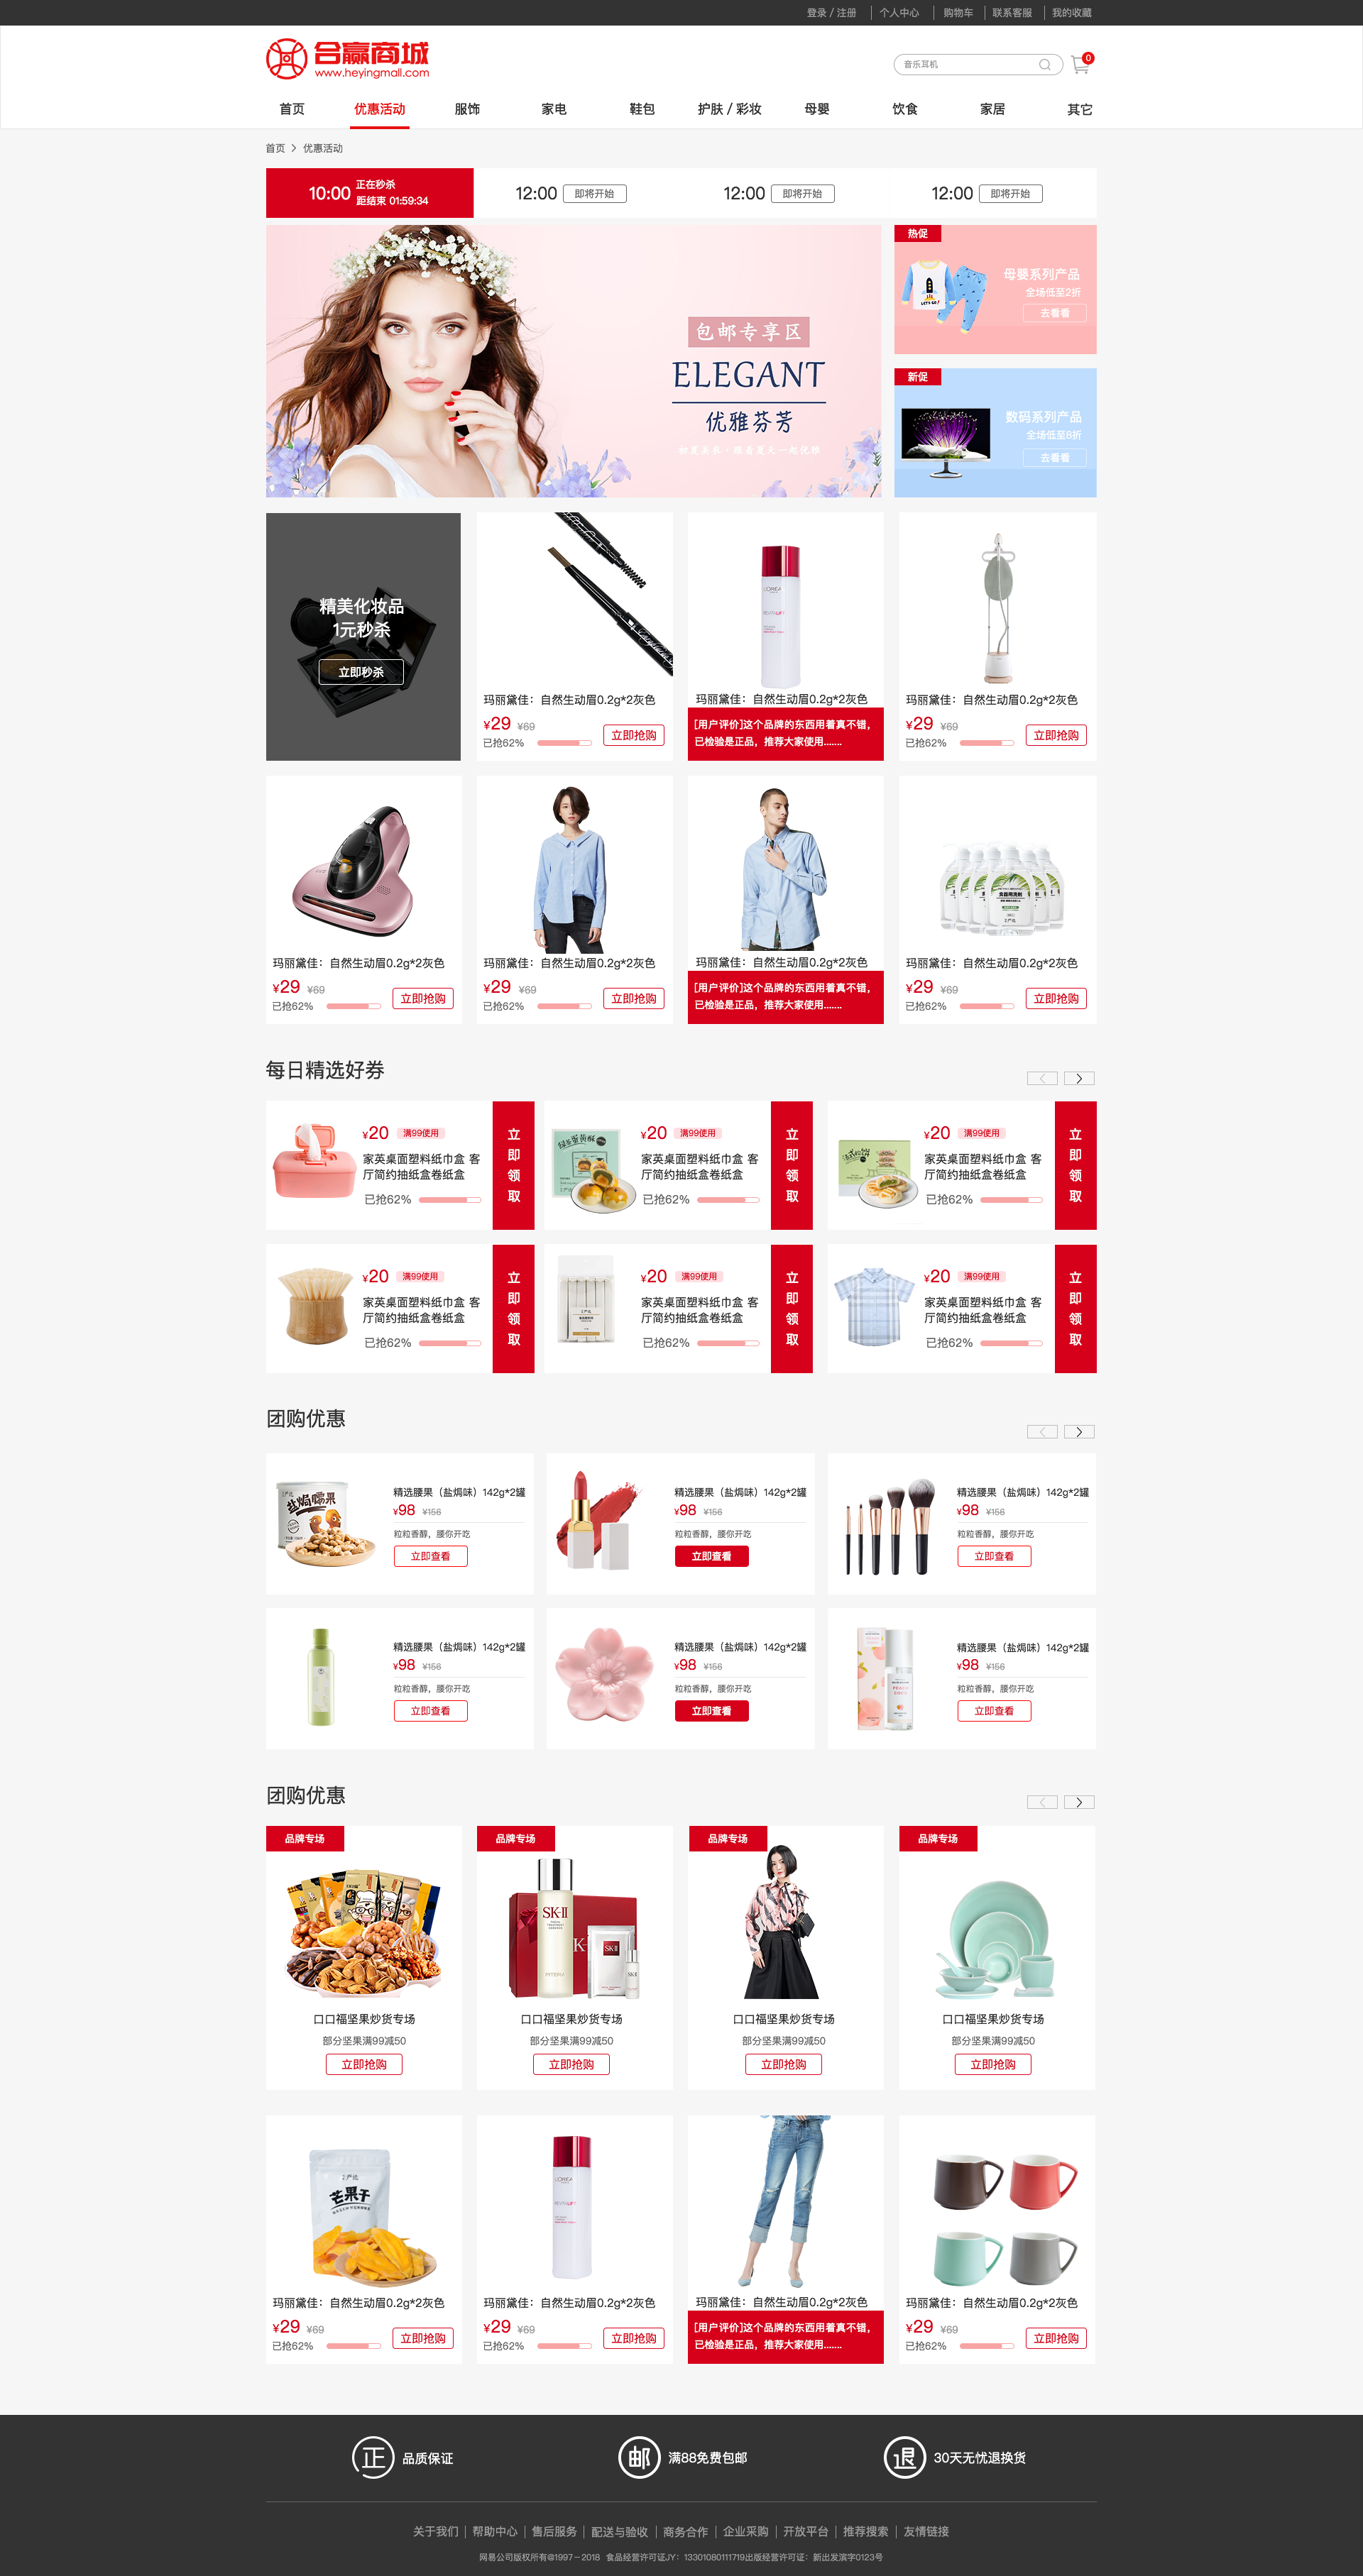 登录 / 注册 个人中心 购物车 联系客服 我的收藏
合赢商城
www.heyingmall.com
音乐耳机
0
首页 优惠活动 服饰 家电 鞋包 护肤 / 彩妆 母婴 饮食 家居 其它
首页 > 优惠活动
10:00 正在秒杀
距结束 01:59:34
12:00 即将开始
12:00 即将开始
12:00 即将开始
包邮专享区
ELEGANT
优雅芬芳
初夏美衣·跟着夏天一起优雅
热促
母婴系列产品
全场低至2折
去看看
LET'S GO!
新促
数码系列产品
全场低至8折
去看看
精美化妆品
1元秒杀
立即秒杀
玛丽黛佳：自然生动眉0.2g*2灰色
¥29 ¥69
已抢62%
立即抢购
L'OREAL
REVITALIFT
玛丽黛佳：自然生动眉0.2g*2灰色
[用户评价]这个品牌的东西用着真不错，
已检验是正品，推荐大家使用.......
玛丽黛佳：自然生动眉0.2g*2灰色
¥29 ¥69
已抢62%
立即抢购
玛丽黛佳：自然生动眉0.2g*2灰色
¥29 ¥69
已抢62%
立即抢购
玛丽黛佳：自然生动眉0.2g*2灰色
¥29 ¥69
已抢62%
立即抢购
玛丽黛佳：自然生动眉0.2g*2灰色
[用户评价]这个品牌的东西用着真不错，
已检验是正品，推荐大家使用.......
食器用洗剂
玛丽黛佳：自然生动眉0.2g*2灰色
¥29 ¥69
已抢62%
立即抢购
每日精选好券
¥20 满99使用
家英桌面塑料纸巾盒 客
厅简约抽纸盒卷纸盒
已抢62%
立即领取
绿豆蛋黄酥
¥20 满99使用
家英桌面塑料纸巾盒 客
厅简约抽纸盒卷纸盒
已抢62%
立即领取
¥20 满99使用
家英桌面塑料纸巾盒 客
厅简约抽纸盒卷纸盒
已抢62%
立即领取
¥20 满99使用
家英桌面塑料纸巾盒 客
厅简约抽纸盒卷纸盒
已抢62%
立即领取
¥20 满99使用
家英桌面塑料纸巾盒 客
厅简约抽纸盒卷纸盒
已抢62%
立即领取
¥20 满99使用
家英桌面塑料纸巾盒 客
厅简约抽纸盒卷纸盒
已抢62%
立即领取
团购优惠
盐焗腰果
精选腰果（盐焗味）142g*2罐
¥98 ¥156
粒粒香醇，腰你开吃
立即查看
精选腰果（盐焗味）142g*2罐
¥98 ¥156
粒粒香醇，腰你开吃
立即查看
精选腰果（盐焗味）142g*2罐
¥98 ¥156
粒粒香醇，腰你开吃
立即查看
精选腰果（盐焗味）142g*2罐
¥98 ¥156
粒粒香醇，腰你开吃
立即查看
精选腰果（盐焗味）142g*2罐
¥98 ¥156
粒粒香醇，腰你开吃
立即查看
精选腰果（盐焗味）142g*2罐
¥98 ¥156
粒粒香醇，腰你开吃
立即查看
团购优惠
品牌专场
口口福坚果炒货专场
部分坚果满99减50
立即抢购
品牌专场
SK-II
SK-II
口口福坚果炒货专场
部分坚果满99减50
立即抢购
品牌专场
口口福坚果炒货专场
部分坚果满99减50
立即抢购
品牌专场
口口福坚果炒货专场
部分坚果满99减50
立即抢购
芒果干
玛丽黛佳：自然生动眉0.2g*2灰色
¥29 ¥69
已抢62%
立即抢购
L'OREAL
REVITALIFT
玛丽黛佳：自然生动眉0.2g*2灰色
¥29 ¥69
已抢62%
立即抢购
玛丽黛佳：自然生动眉0.2g*2灰色
[用户评价]这个品牌的东西用着真不错，
已检验是正品，推荐大家使用.......
玛丽黛佳：自然生动眉0.2g*2灰色
¥29 ¥69
已抢62%
立即抢购
正 品质保证
邮 满88免费包邮
退 30天无忧退换货
关于我们 帮助中心 售后服务 配送与验收 商务合作 企业采购 开放平台 推荐搜索 友情链接
网易公司版权所有@1997－2018 食品经营许可证JY：13301080111719出版经营许可证：新出发滨字0123号